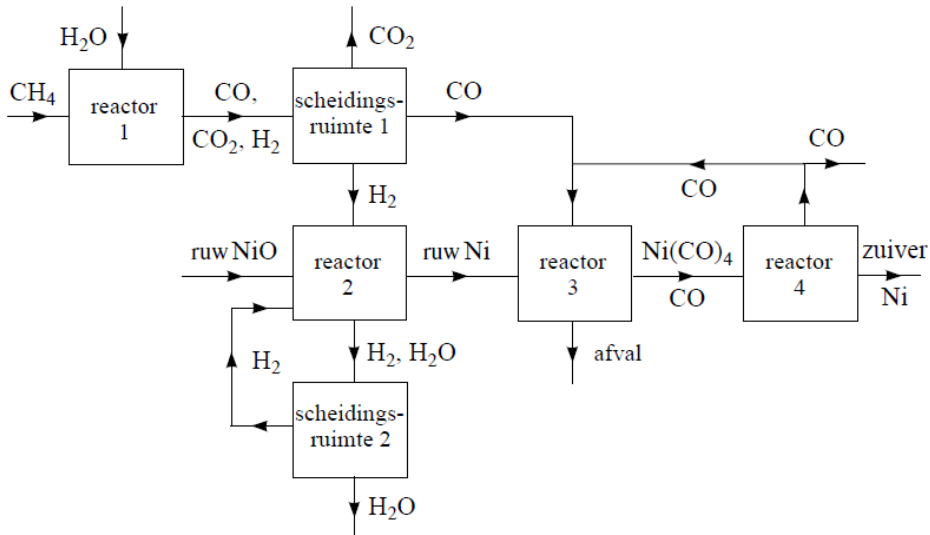 H₂O
CO₂
CH₄
reactor
1
CO,
CO₂, H₂
scheidings-
ruimte 1
CO
CO
CO
H₂
ruw NiO
reactor
2
ruw Ni
reactor
3
Ni(CO)₄
CO
reactor
4
zuiver
Ni
H₂
H₂, H₂O
afval
scheidings-
ruimte 2
H₂O